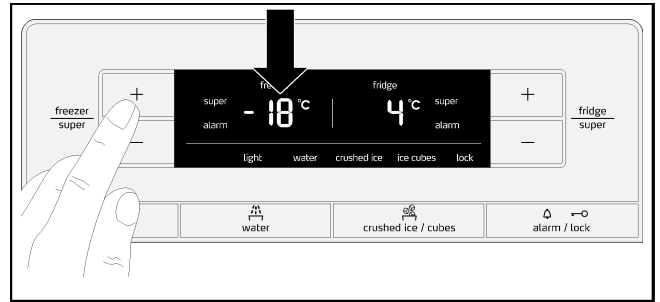 fre fridge
super -18 °C 4 °C super
alarm alarm
light water crushed ice ice cubes lock
+ +
freezer fridge
super super
− −
water crushed ice / cubes alarm / lock